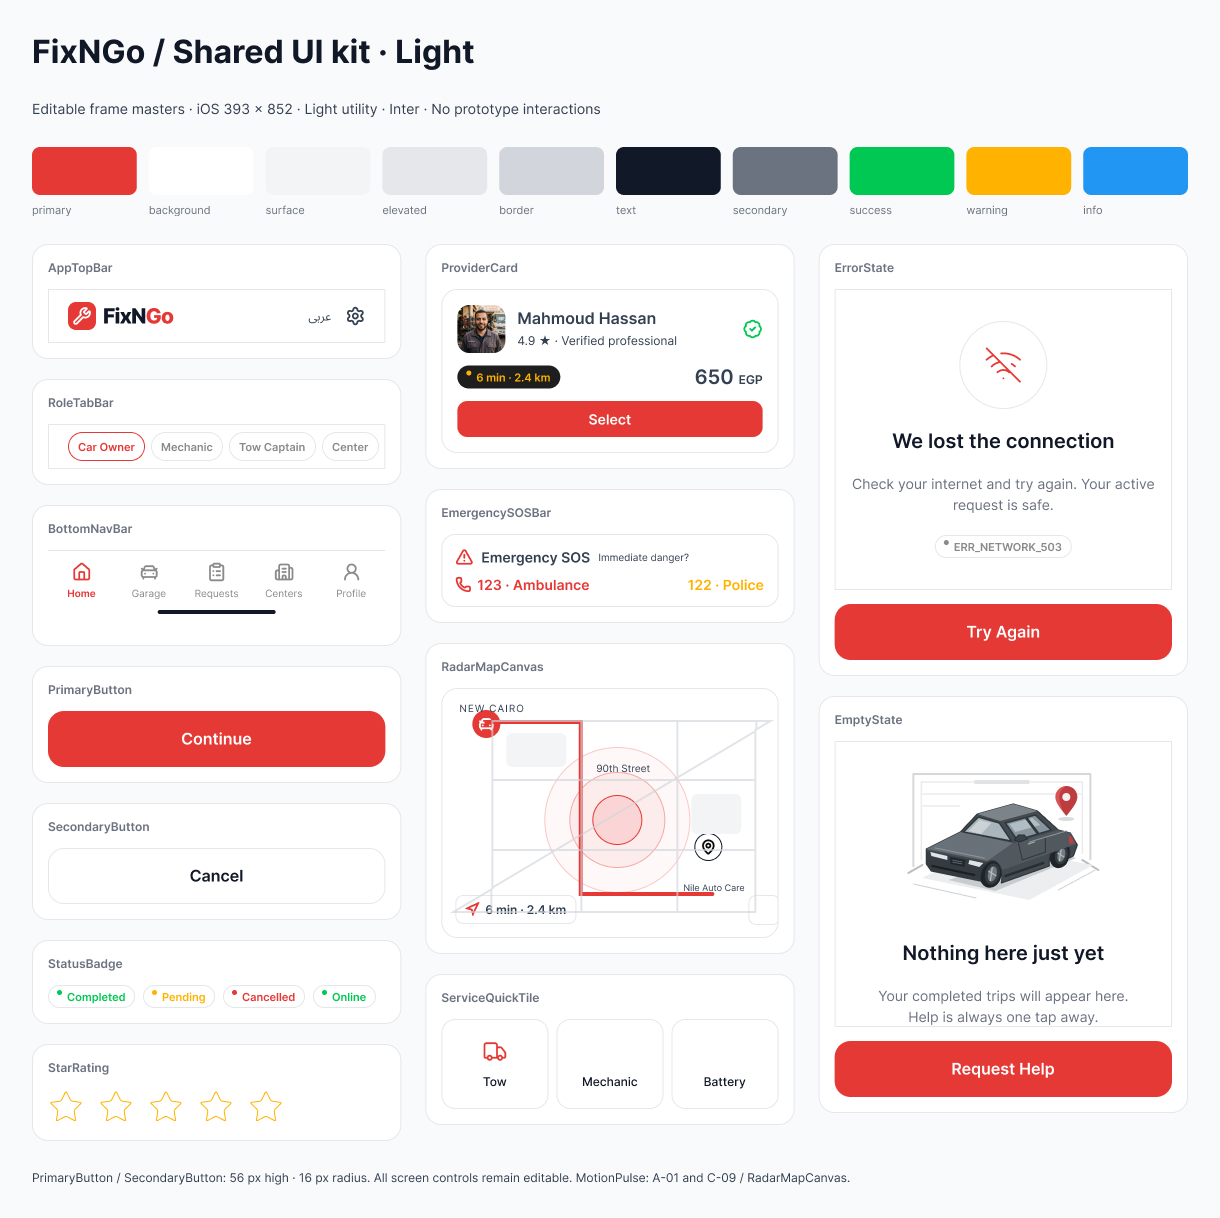 FixNGo / Shared UI kit · Light
Editable frame masters · iOS 393 × 852 · Light utility · Inter · No prototype interactions
primary
background
surface
elevated
border
text
secondary
success
warning
info
AppTopBar
FixNGo
عربى
RoleTabBar
Car Owner
Mechanic
Tow Captain
Center
BottomNavBar
Home
Garage
Requests
Centers
Profile
PrimaryButton
Continue
SecondaryButton
Cancel
StatusBadge
Completed
Pending
Cancelled
Online
StarRating
ProviderCard
Mahmoud Hassan
4.9 ★ · Verified professional
6 min · 2.4 km
650 EGP
Select
EmergencySOSBar
Emergency SOS Immediate danger?
123 · Ambulance
122 · Police
RadarMapCanvas
NEW CAIRO
90th Street
Nile Auto Care
6 min · 2.4 km
ServiceQuickTile
Tow
Mechanic
Battery
ErrorState
We lost the connection
Check your internet and try again. Your active
request is safe.
ERR_NETWORK_503
Try Again
EmptyState
Nothing here just yet
Your completed trips will appear here.
Help is always one tap away.
Request Help
PrimaryButton / SecondaryButton: 56 px high · 16 px radius. All screen controls remain editable. MotionPulse: A-01 and C-09 / RadarMapCanvas.